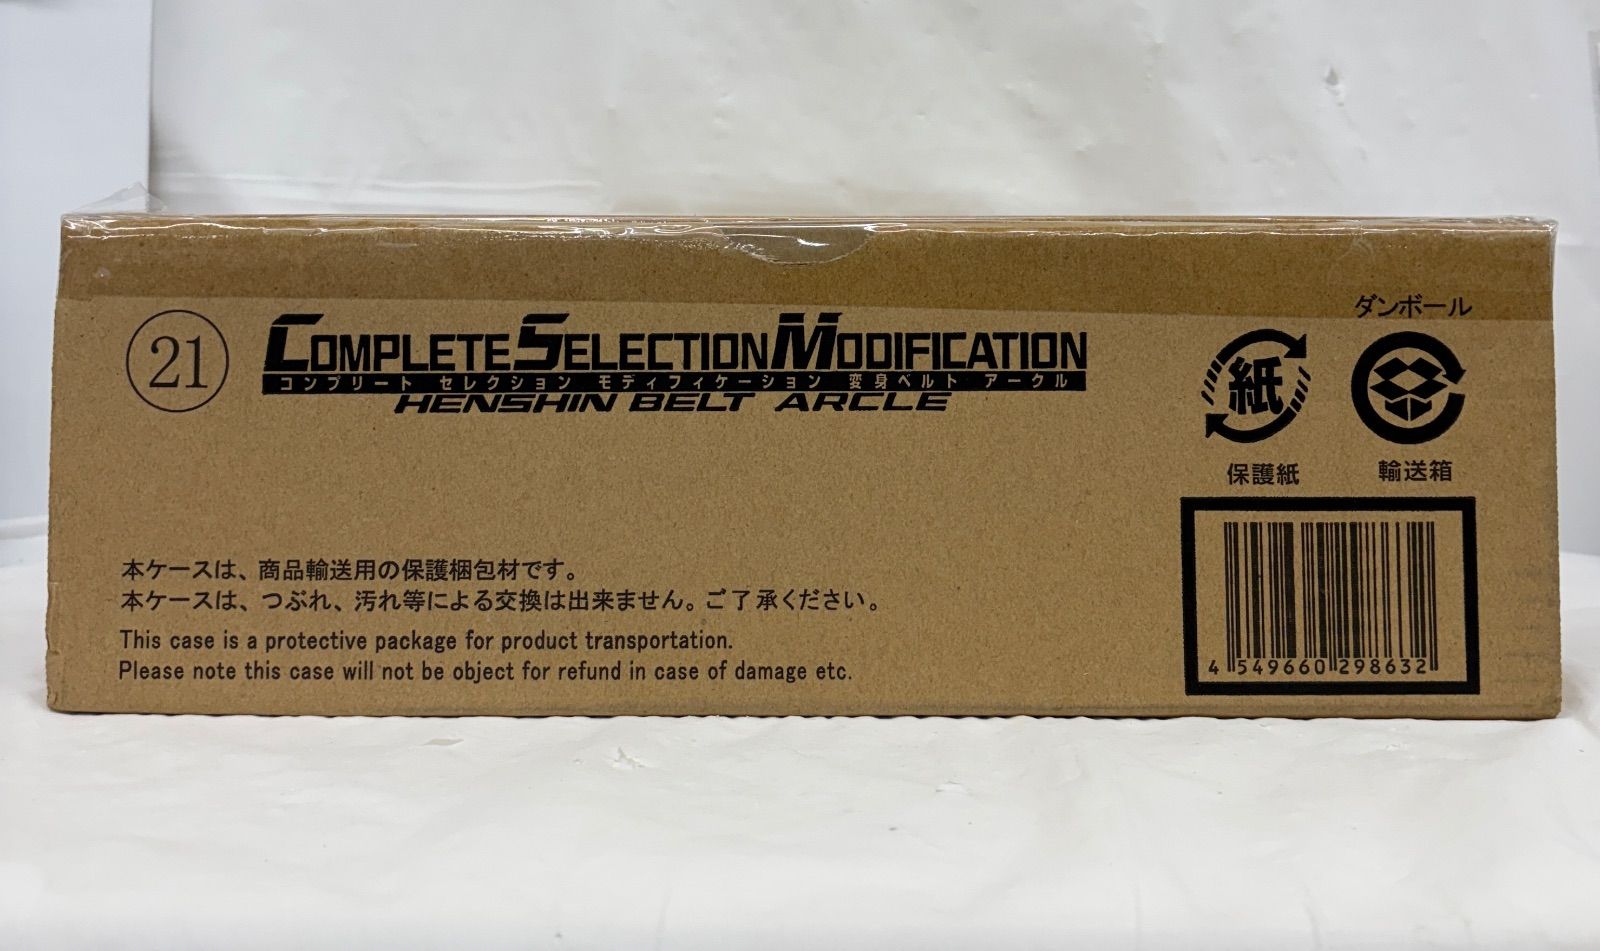 21
COMPLETE SELECTION MODIFICATION
コンプリート セレクション モディフィケーション 変身ベルト アークル
HENSHIN BELT ARCLE
ダンボール
紙
保護紙
輸送箱
本ケースは、商品輸送用の保護梱包材です。
本ケースは、つぶれ、汚れ等による交換は出来ません。ご了承ください。
This case is a protective package for product transportation.
Please note this case will not be object for refund in case of damage etc.
4 549660 298632